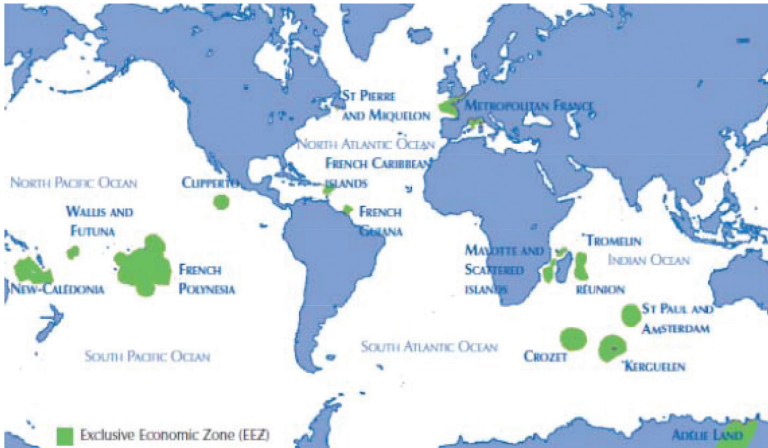 ST PIERRE
AND MIQUELON
METROPOLITAN FRANCE
NORTH ATLANTIC OCEAN
FRENCH CARIBBEAN
ISLANDS
NORTH PACIFIC OCEAN
CLIPPERTO
WALLIS AND
FUTUNA
FRENCH
GUIANA
NEW-CALÉDONIA
FRENCH
POLYNESIA
MAYOTTE AND
SCATTERED
ISLANDS
TROMELIN
INDIAN OCEAN
RÉUNION
ST PAUL AND
AMSTERDAM
SOUTH PACIFIC OCEAN
SOUTH ATLANTIC OCEAN
CROZET
KERGUELEN
Exclusive Economic Zone (EEZ)
ADÉLIE LAND